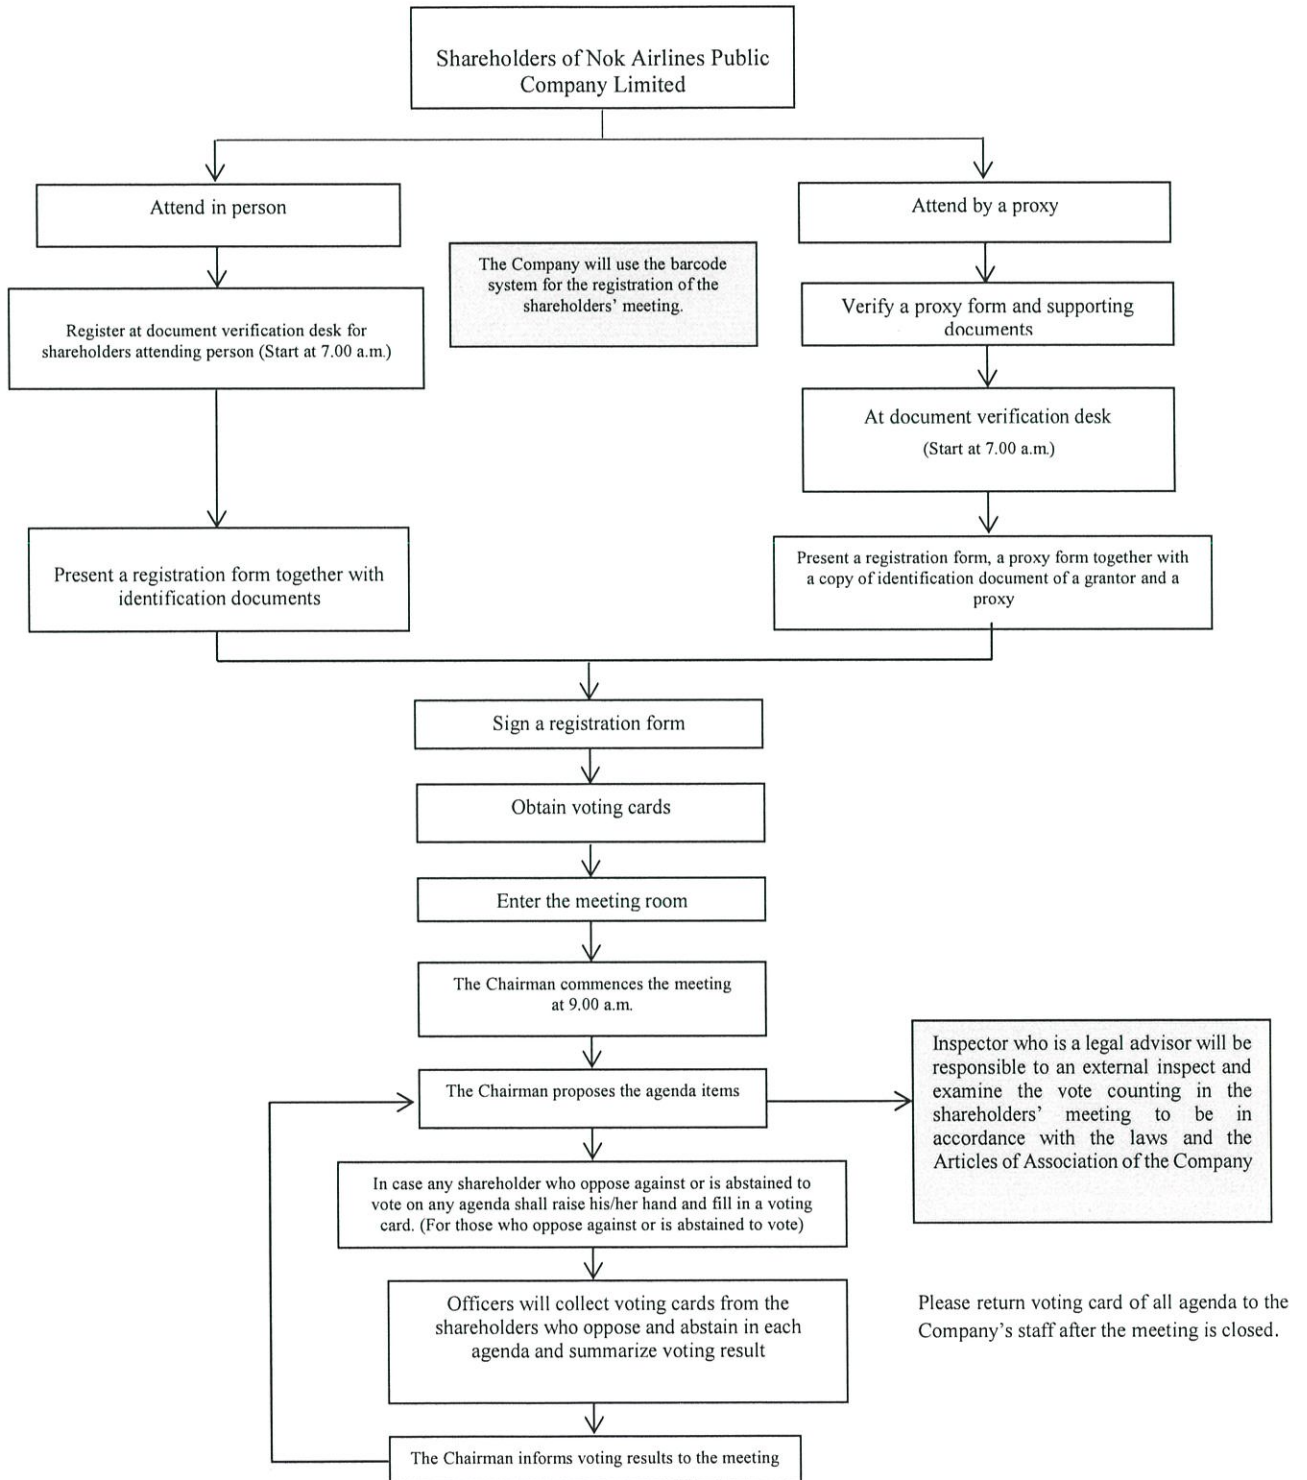 Shareholders of Nok Airlines Public
Company Limited
Attend in person
Attend by a proxy
The Company will use the barcode
system for the registration of the
shareholders' meeting.
Register at document verification desk for
shareholders attending person (Start at 7.00 a.m.)
Verify a proxy form and supporting
documents
At document verification desk
(Start at 7.00 a.m.)
Present a registration form together with
identification documents
Present a registration form, a proxy form together with
a copy of identification document of a grantor and a
proxy
Sign a registration form
Obtain voting cards
Enter the meeting room
The Chairman commences the meeting
at 9.00 a.m.
The Chairman proposes the agenda items
Inspector who is a legal advisor will be
responsible to an external inspect and
examine the vote counting in the
shareholders' meeting to be in
accordance with the laws and the
Articles of Association of the Company
In case any shareholder who oppose against or is abstained to
vote on any agenda shall raise his/her hand and fill in a voting
card. (For those who oppose against or is abstained to vote)
Officers will collect voting cards from the
shareholders who oppose and abstain in each
agenda and summarize voting result
Please return voting card of all agenda to the
Company's staff after the meeting is closed.
The Chairman informs voting results to the meeting